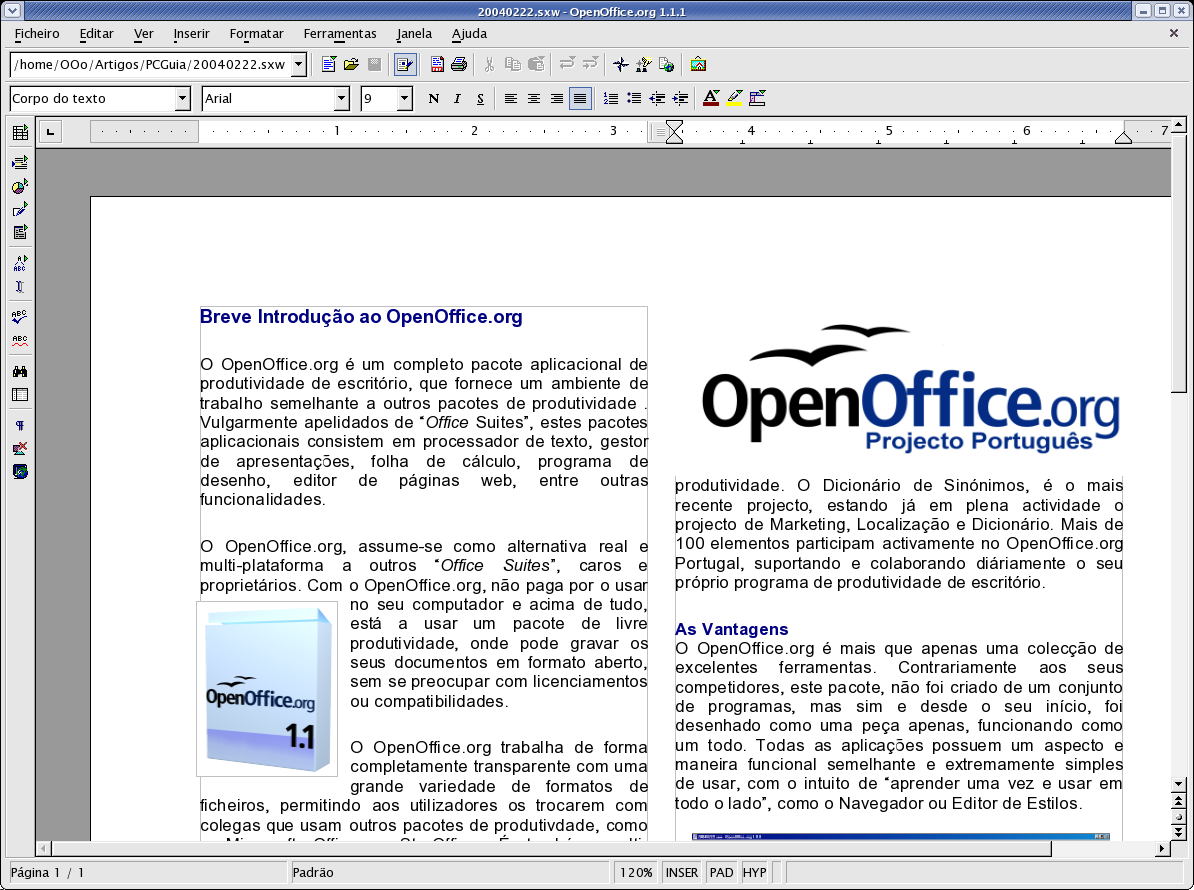 20040222.sxw - OpenOffice.org 1.1.1
Ficheiro Editar Ver Inserir Formatar Ferramentas Janela Ajuda
/home/OOo/Artigos/PCGuia/20040222.sxw
Corpo do texto Arial 9 N I S
1 2 3 4 5 6 7
Breve Introdução ao OpenOffice.org
O OpenOffice.org é um completo pacote aplicacional de
produtividade de escritório, que fornece um ambiente de
trabalho semelhante a outros pacotes de produtividade .
Vulgarmente apelidados de “Office Suites”, estes pacotes
aplicacionais consistem em processador de texto, gestor
de apresentações, folha de cálculo, programa de
desenho, editor de páginas web, entre outras
funcionalidades.
O OpenOffice.org, assume-se como alternativa real e
multi-plataforma a outros “Office Suites”, caros e
proprietários. Com o OpenOffice.org, não paga por o usar
no seu computador e acima de tudo,
está a usar um pacote de livre
produtividade, onde pode gravar os
seus documentos em formato aberto,
sem se preocupar com licenciamentos
ou compatibilidades.
OpenOffice.org
1.1
O OpenOffice.org trabalha de forma
completamente transparente com uma
grande variedade de formatos de
ficheiros, permitindo aos utilizadores os trocarem com
colegas que usam outros pacotes de produtivdade, como
OpenOffice.org
Projecto Português
produtividade. O Dicionário de Sinónimos, é o mais
recente projecto, estando já em plena actividade o
projecto de Marketing, Localização e Dicionário. Mais de
100 elementos participam activamente no OpenOffice.org
Portugal, suportando e colaborando diáriamente o seu
próprio programa de produtividade de escritório.
As Vantagens
O OpenOffice.org é mais que apenas uma colecção de
excelentes ferramentas. Contrariamente aos seus
competidores, este pacote, não foi criado de um conjunto
de programas, mas sim e desde o seu início, foi
desenhado como uma peça apenas, funcionando como
um todo. Todas as aplicações possuem um aspecto e
maneira funcional semelhante e extremamente simples
de usar, com o intuito de “aprender uma vez e usar em
todo o lado”, como o Navegador ou Editor de Estilos.
Página 1 / 1 Padrão 120% INSER PAD HYP